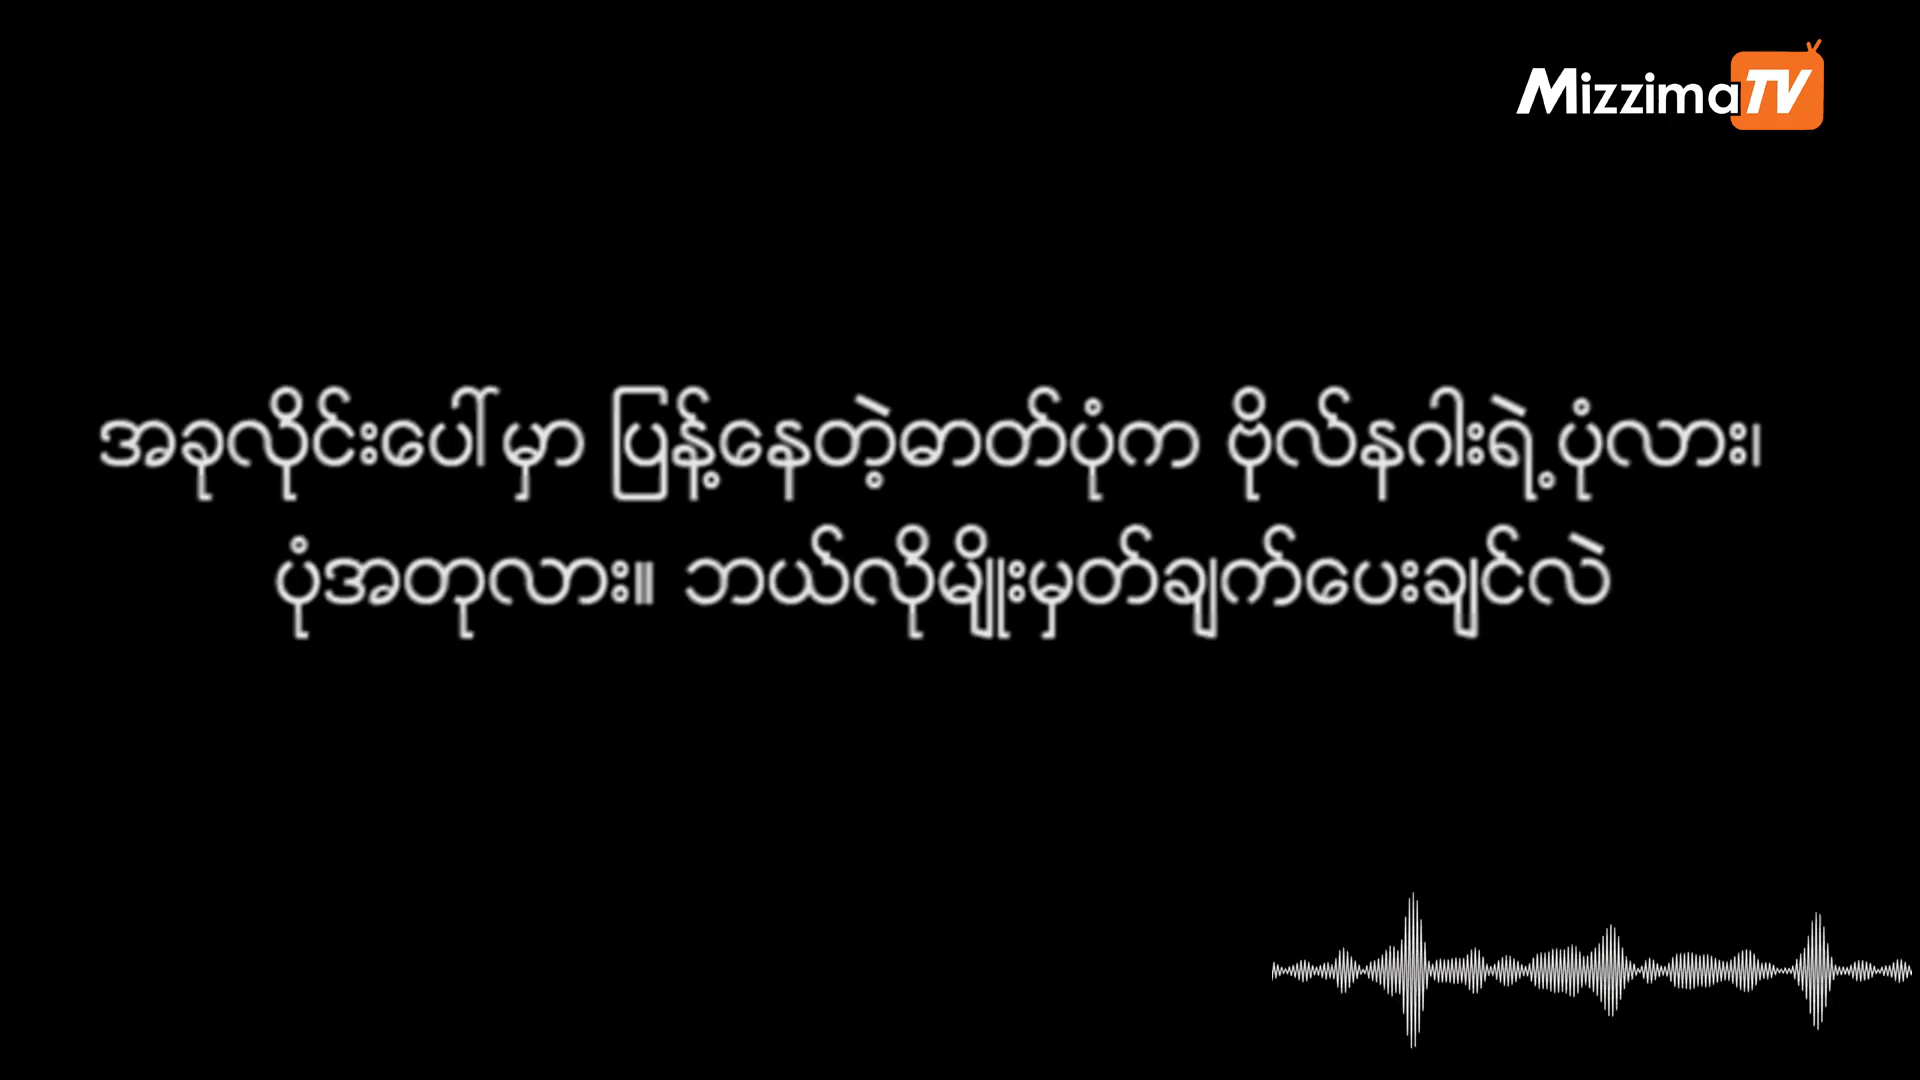 MizzimaTV
အခုလိုင်းပေါ်မှာ ပြန့်နေတဲ့ဓာတ်ပုံက ဗိုလ်နဂါးရဲ့ပုံလား၊
ပုံအတုလား။ ဘယ်လိုမျိုးမှတ်ချက်ပေးချင်လဲ